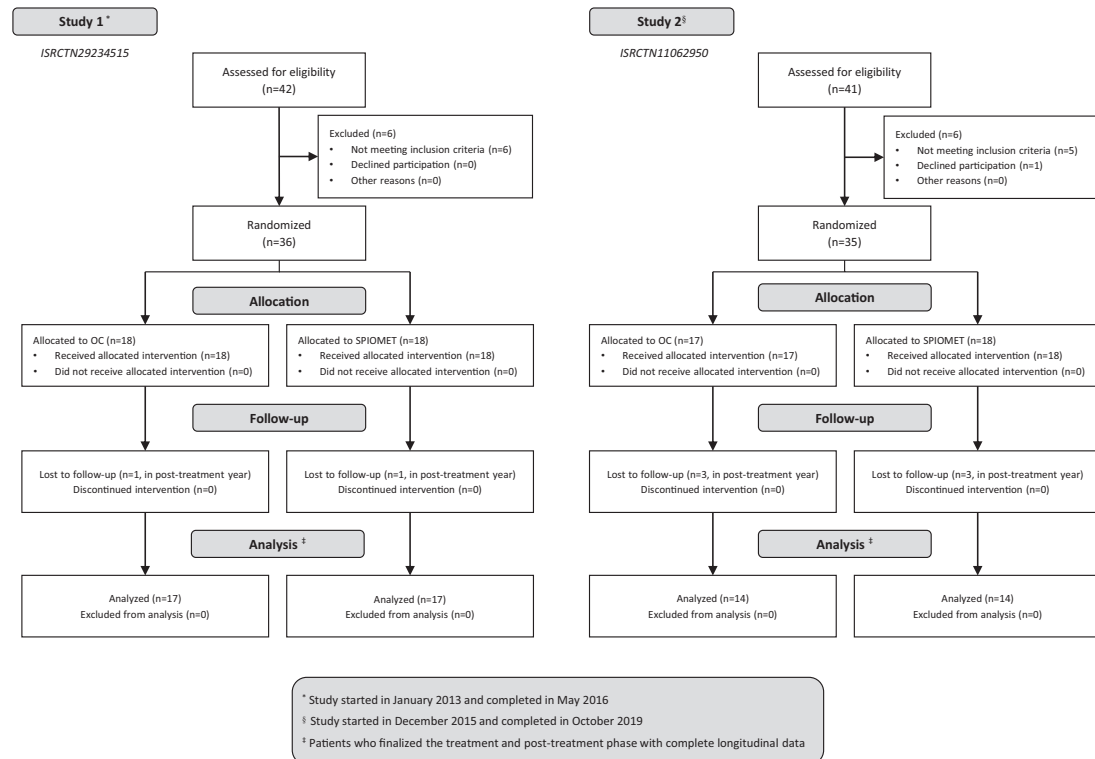 Study 1 *
ISRCTN29234515
Assessed for eligibility
(n=42)
Excluded (n=6)
• Not meeting inclusion criteria (n=6)
• Declined participation (n=0)
• Other reasons (n=0)
Randomized
(n=36)
Allocation
Allocated to OC (n=18)
• Received allocated intervention (n=18)
• Did not receive allocated intervention (n=0)
Allocated to SPIOMET (n=18)
• Received allocated intervention (n=18)
• Did not receive allocated intervention (n=0)
Follow-up
Lost to follow-up (n=1, in post-treatment year)
Discontinued intervention (n=0)
Lost to follow-up (n=1, in post-treatment year)
Discontinued intervention (n=0)
Analysis ‡
Analyzed (n=17)
Excluded from analysis (n=0)
Analyzed (n=17)
Excluded from analysis (n=0)
Study 2§
ISRCTN11062950
Assessed for eligibility
(n=41)
Excluded (n=6)
• Not meeting inclusion criteria (n=5)
• Declined participation (n=1)
• Other reasons (n=0)
Randomized
(n=35)
Allocation
Allocated to OC (n=17)
• Received allocated intervention (n=17)
• Did not receive allocated intervention (n=0)
Allocated to SPIOMET (n=18)
• Received allocated intervention (n=18)
• Did not receive allocated intervention (n=0)
Follow-up
Lost to follow-up (n=3, in post-treatment year)
Discontinued intervention (n=0)
Lost to follow-up (n=3, in post-treatment year)
Discontinued intervention (n=0)
Analysis ‡
Analyzed (n=14)
Excluded from analysis (n=0)
Analyzed (n=14)
Excluded from analysis (n=0)
* Study started in January 2013 and completed in May 2016
§ Study started in December 2015 and completed in October 2019
‡ Patients who finalized the treatment and post-treatment phase with complete longitudinal data